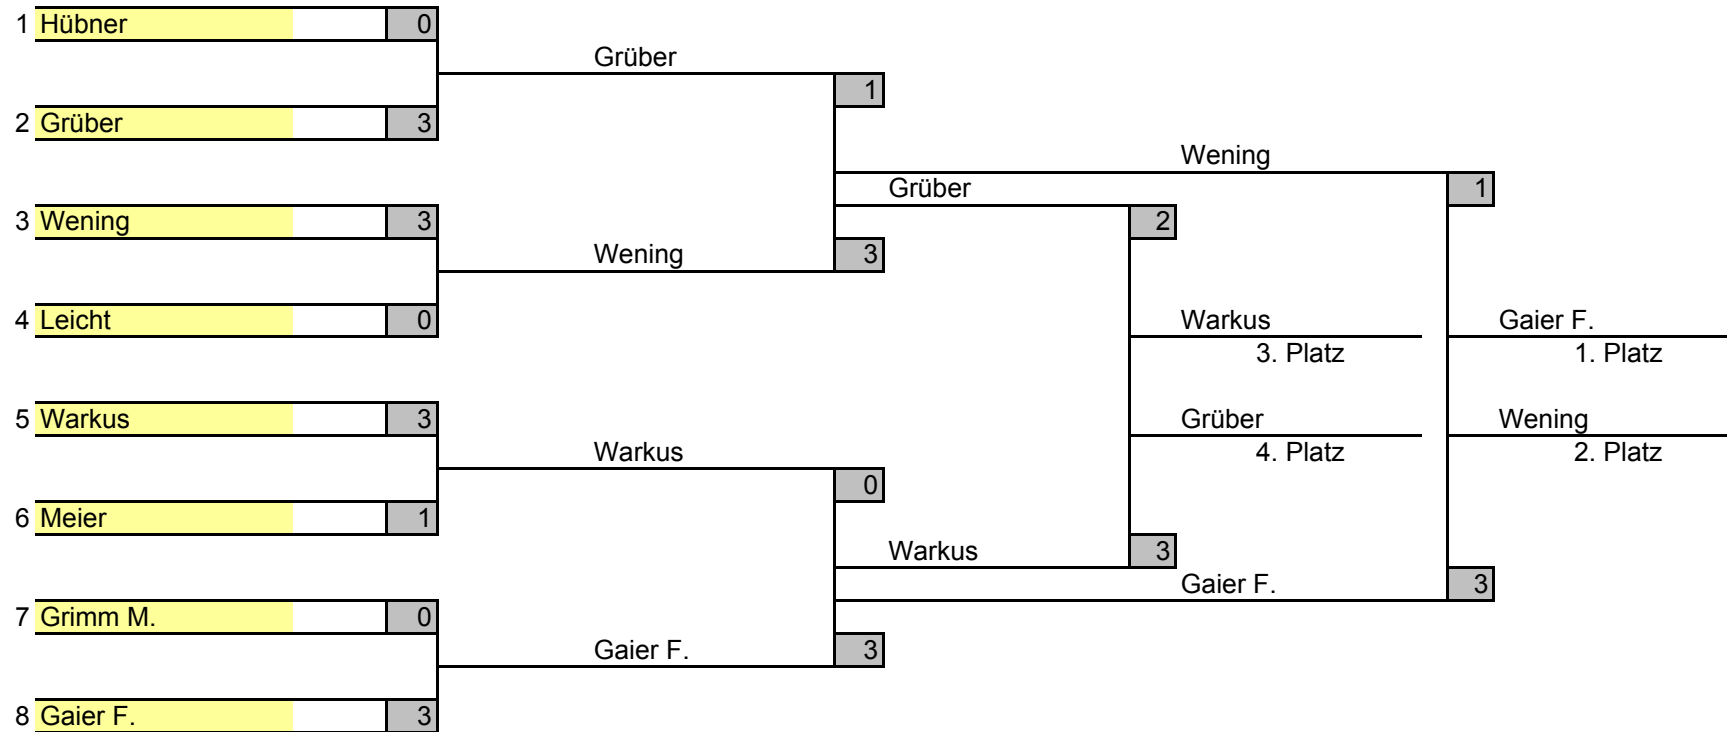 1 Hübner 0
Grüber
1
2 Grüber 3
Wening
Grüber 1
3 Wening 3 2
Wening 3
4 Leicht 0 Warkus Gaier F.
3. Platz 1. Platz
5 Warkus 3 Grüber Wening
Warkus 4. Platz 2. Platz
0
6 Meier 1
Warkus 3
Gaier F. 3
7 Grimm M. 0
Gaier F. 3
8 Gaier F. 3